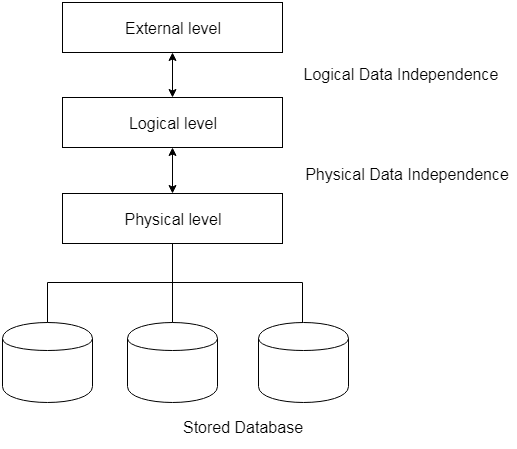 External level
Logical Data Independence
Logical level
Physical Data Independence
Physical level
Stored Database